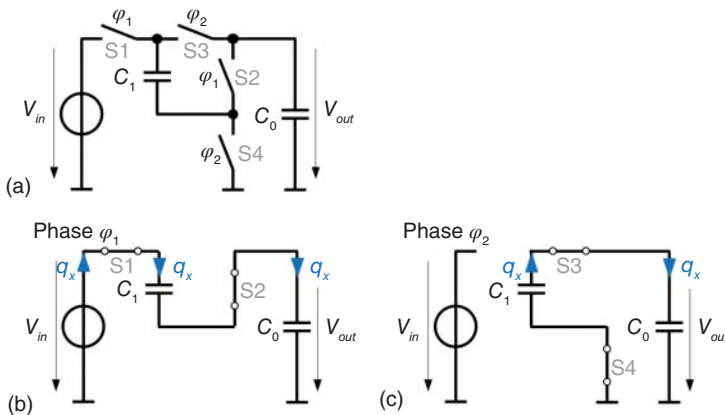 φ1 φ2
S1 S3
C1 φ1 S2
Vin C0 Vout
φ2 S4
(a)
Phase φ1
qx S1 qx qx
C1 S2
Vin C0 Vout
(b)
Phase φ2
qx S3 qx
C1
Vin C0 Vou
S4
(c)